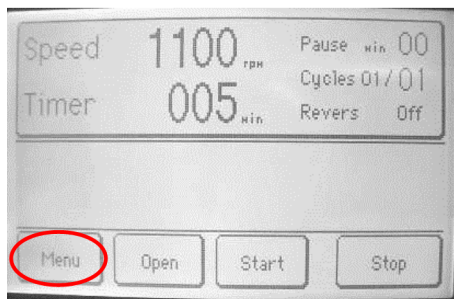 Speed 1100 rpm Pause min 00
Cycles 01/01
Timer 005 min Revers Off
Menu Open Start Stop